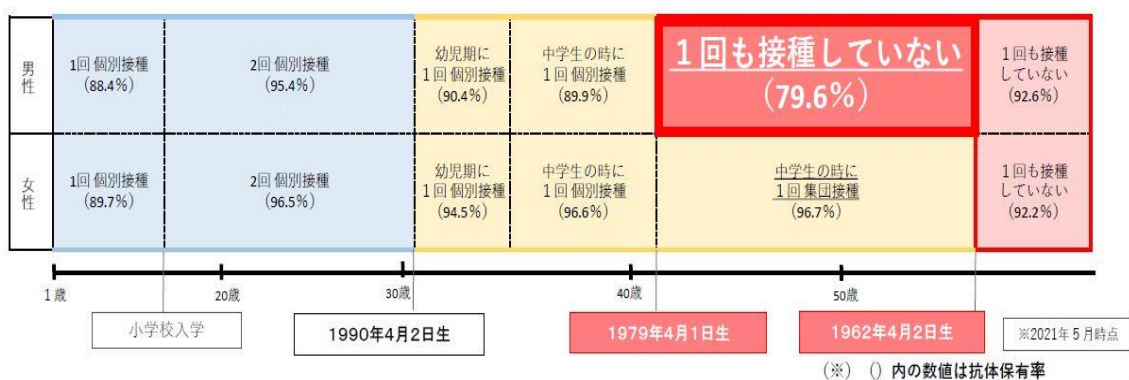 男性
1回 個別接種
(88.4%)
2回 個別接種
(95.4%)
幼児期に
1回 個別接種
(90.4%)
中学生の時に
1回 個別接種
(89.9%)
1回も接種していない
(79.6%)
1回も接種
していない
(92.6%)
女性
1回 個別接種
(89.7%)
2回 個別接種
(96.5%)
幼児期に
1回 個別接種
(94.5%)
中学生の時に
1回 個別接種
(96.6%)
中学生の時に
1回 集団接種
(96.7%)
1回も接種
していない
(92.2%)
1歳
20歳
30歳
40歳
50歳
小学校入学
1990年4月2日生
1979年4月1日生
1962年4月2日生
※2021年5月時点
(※) () 内の数値は抗体保有率